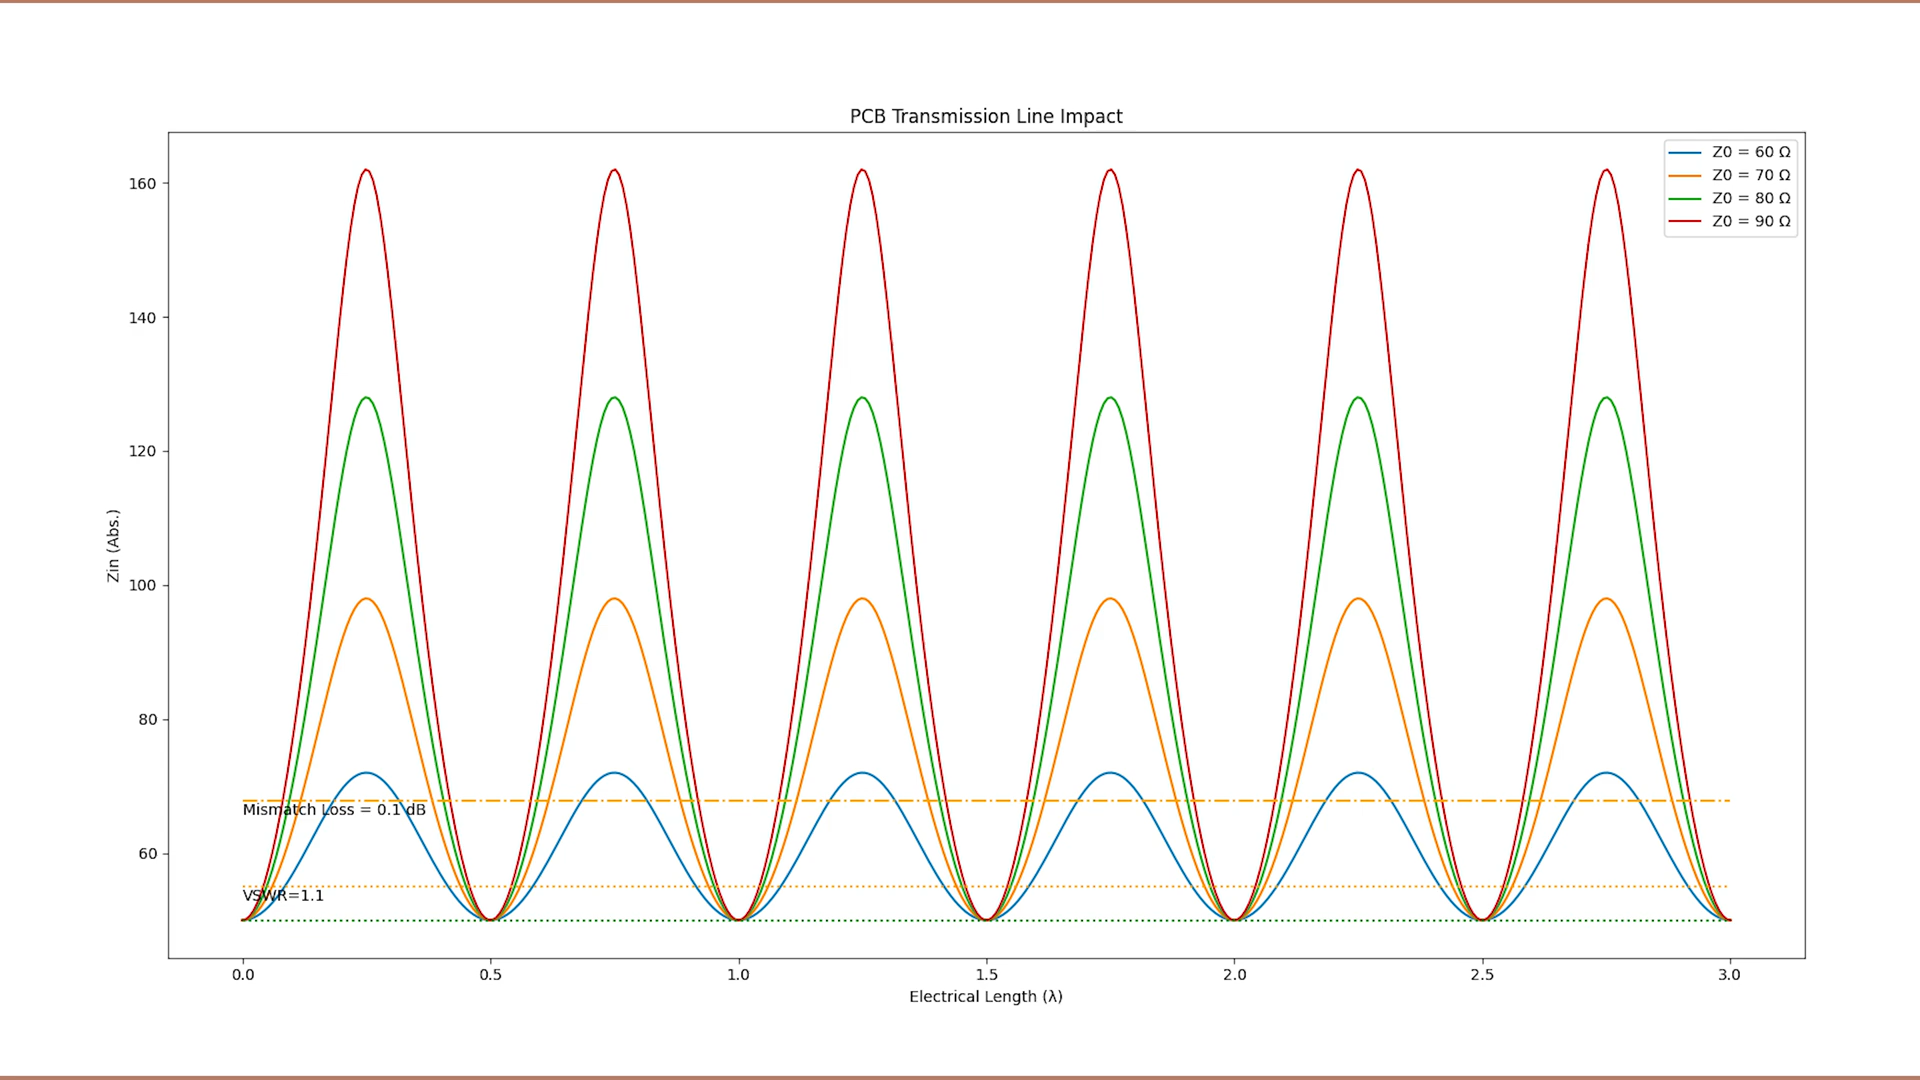 PCB Transmission Line Impact
Z0 = 60 Ω
Z0 = 70 Ω
Z0 = 80 Ω
Z0 = 90 Ω
160
140
120
100
80
60
Zin (Abs.)
Mismatch Loss = 0.1 dB
VSWR=1.1
0.0 0.5 1.0 1.5 2.0 2.5 3.0
Electrical Length (λ)